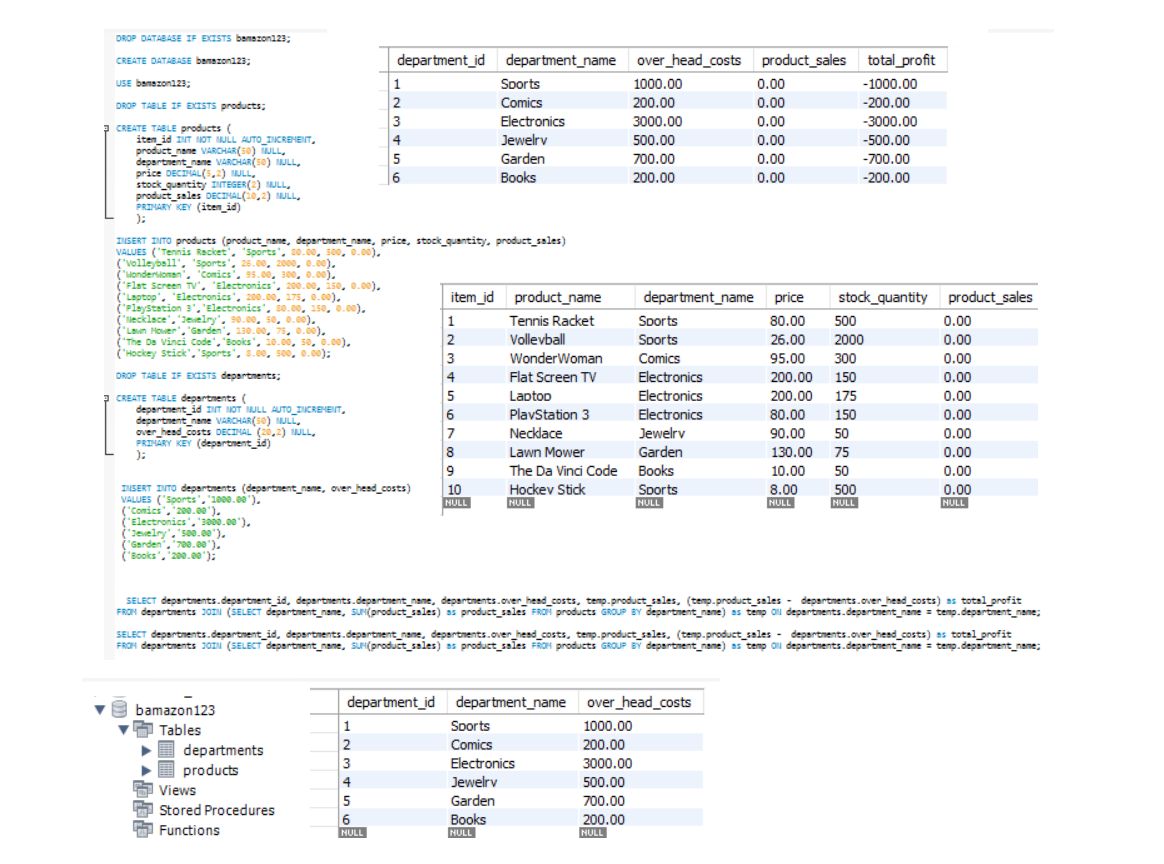 DROP DATABASE IF EXISTS bamazon123;
CREATE DATABASE bamazon123;
USE bamazon123;
DROP TABLE IF EXISTS products;
CREATE TABLE products (
item_id INT NOT NULL AUTO_INCREMENT,
product_name VARCHAR(50) NULL,
department_name VARCHAR(50) NULL,
price DECIMAL(5,2) NULL,
stock_quantity INTEGER(2) NULL,
product_sales DECIMAL(10,2) NULL,
PRIMARY KEY (item_id)
);
INSERT INTO products (product_name, department_name, price, stock_quantity, product_sales)
VALUES ('Tennis Racket', 'Sports', 80.00, 500, 0.00),
('Volleyball', 'Sports', 26.00, 2000, 0.00),
('WonderWoman', 'Comics', 95.00, 300, 0.00),
('Flat Screen TV', 'Electronics', 200.00, 150, 0.00),
('Laptop', 'Electronics', 200.00, 175, 0.00),
('PlayStation 3','Electronics', 80.00, 150, 0.00),
('Necklace','Jewelry', 90.00, 50, 0.00),
('Lawn Mower','Garden', 130.00, 75, 0.00),
('The Da Vinci Code','Books', 10.00, 50, 0.00),
('Hockey Stick','Sports', 8.00, 500, 0.00);
DROP TABLE IF EXISTS departments;
CREATE TABLE departments (
department_id INT NOT NULL AUTO_INCREMENT,
department_name VARCHAR(50) NULL,
over_head_costs DECIMAL (20,2) NULL,
PRIMARY KEY (department_id)
);
INSERT INTO departments (department_name, over_head_costs)
VALUES ('Sports','1000.00'),
('Comics','200.00'),
('Electronics','3000.00'),
('Jewelry','500.00'),
('Garden','700.00'),
('Books','200.00');
department_id department_name over_head_costs product_sales total_profit
1 Sports 1000.00 0.00 -1000.00
2 Comics 200.00 0.00 -200.00
3 Electronics 3000.00 0.00 -3000.00
4 Jewelry 500.00 0.00 -500.00
5 Garden 700.00 0.00 -700.00
6 Books 200.00 0.00 -200.00
item_id product_name department_name price stock_quantity product_sales
1 Tennis Racket Sports 80.00 500 0.00
2 Volleyball Sports 26.00 2000 0.00
3 WonderWoman Comics 95.00 300 0.00
4 Flat Screen TV Electronics 200.00 150 0.00
5 Laptop Electronics 200.00 175 0.00
6 PlayStation 3 Electronics 80.00 150 0.00
7 Necklace Jewelry 90.00 50 0.00
8 Lawn Mower Garden 130.00 75 0.00
9 The Da Vinci Code Books 10.00 50 0.00
10 Hockey Stick Sports 8.00 500 0.00
NULL NULL NULL NULL NULL NULL
SELECT departments.department_id, departments.department_name, departments.over_head_costs, temp.product_sales, (temp.product_sales - departments.over_head_costs) as total_profit
FROM departments JOIN (SELECT department_name, SUM(product_sales) as product_sales FROM products GROUP BY department_name) as temp ON departments.department_name = temp.department_name;
SELECT departments.department_id, departments.department_name, departments.over_head_costs, temp.product_sales, (temp.product_sales - departments.over_head_costs) as total_profit
FROM departments JOIN (SELECT department_name, SUM(product_sales) as product_sales FROM products GROUP BY department_name) as temp ON departments.department_name = temp.department_name;
bamazon123
Tables
departments
products
Views
Stored Procedures
Functions
department_id department_name over_head_costs
1 Sports 1000.00
2 Comics 200.00
3 Electronics 3000.00
4 Jewelry 500.00
5 Garden 700.00
6 Books 200.00
NULL NULL NULL